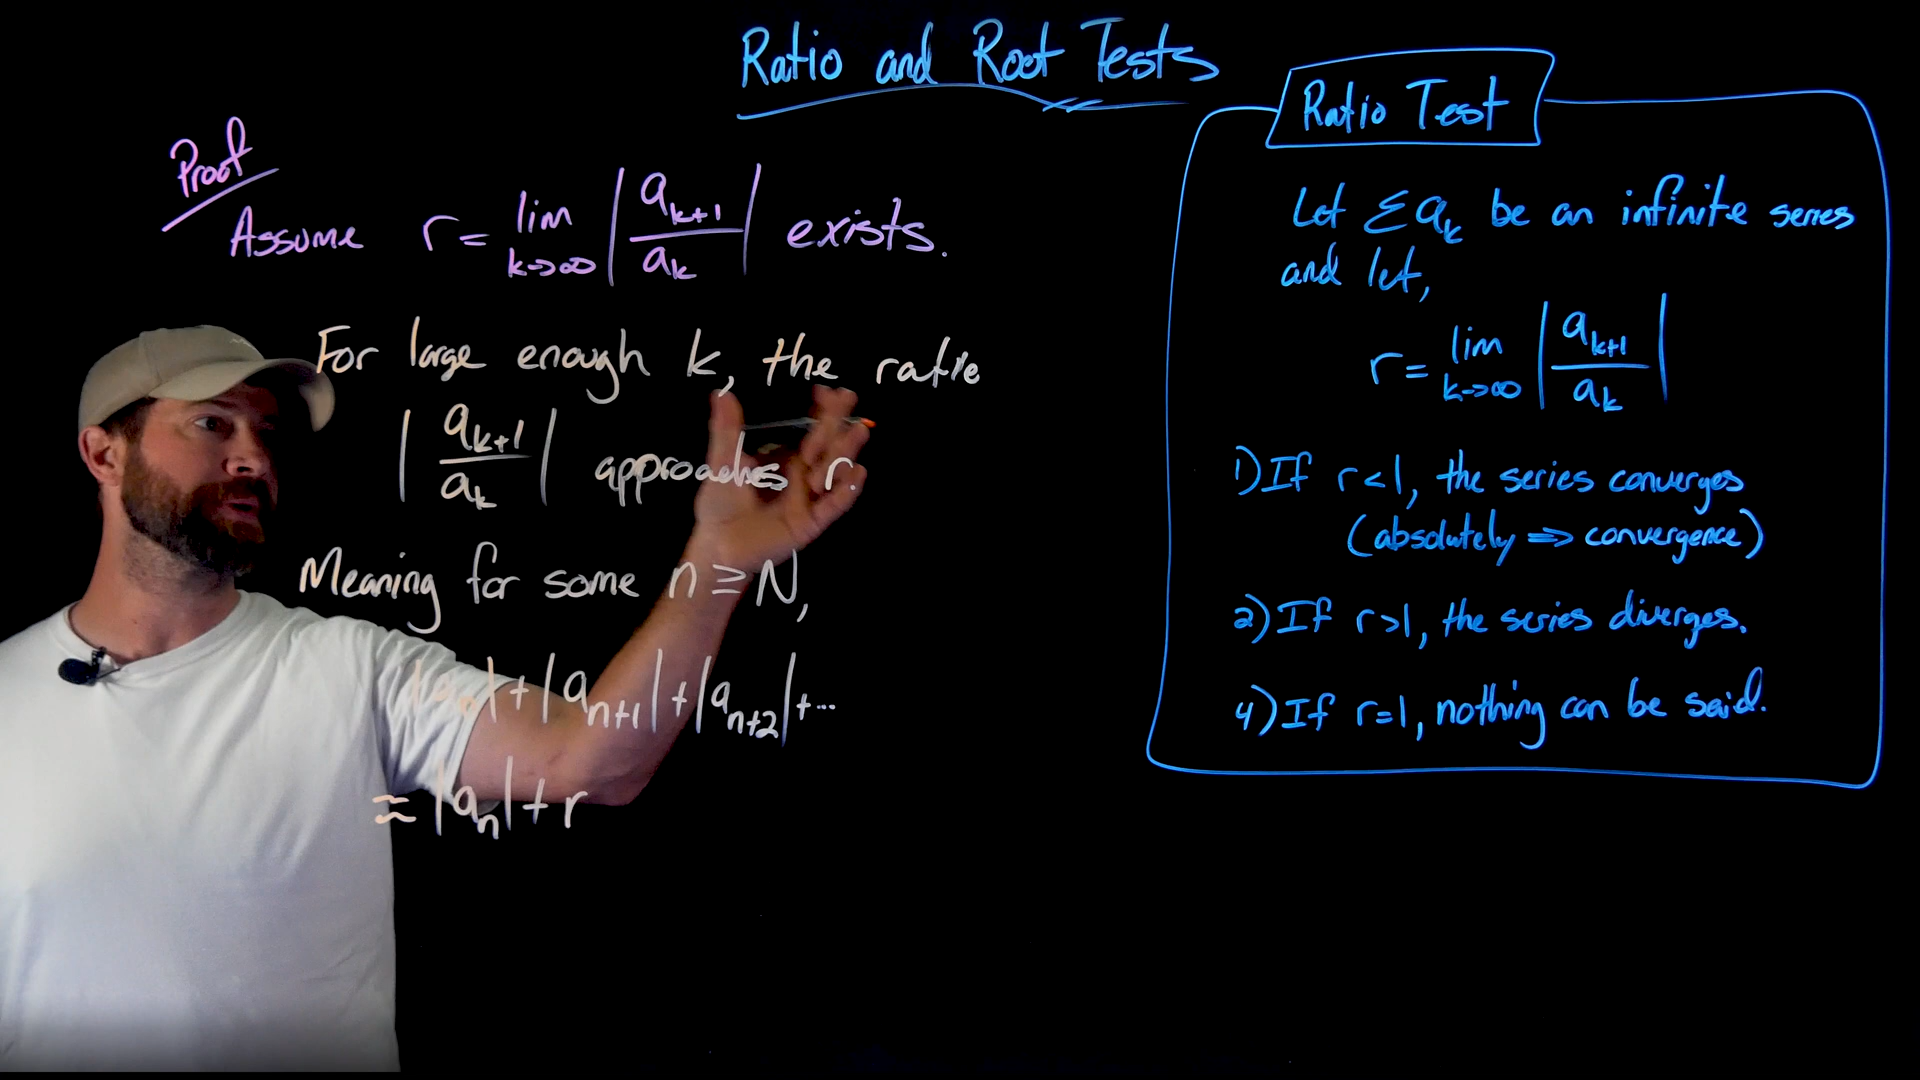 Ratio and Root Tests
Proof
Assume r = lim k→∞ |a_{k+1}/a_k| exists.
For large enough k, the ratio
|a_{k+1}/a_k| approaches r.
Meaning for some n ≥ N,
|a_n| + |a_{n+1}| + |a_{n+2}| + ...
≈ |a_n| + r
Ratio Test
Let Σa_k be an infinite series
and let,
r = lim k→∞ |a_{k+1}/a_k|
1) If r < 1, the series converges
(absolutely ⇒ convergence)
2) If r > 1, the series diverges.
4) If r = 1, nothing can be said.